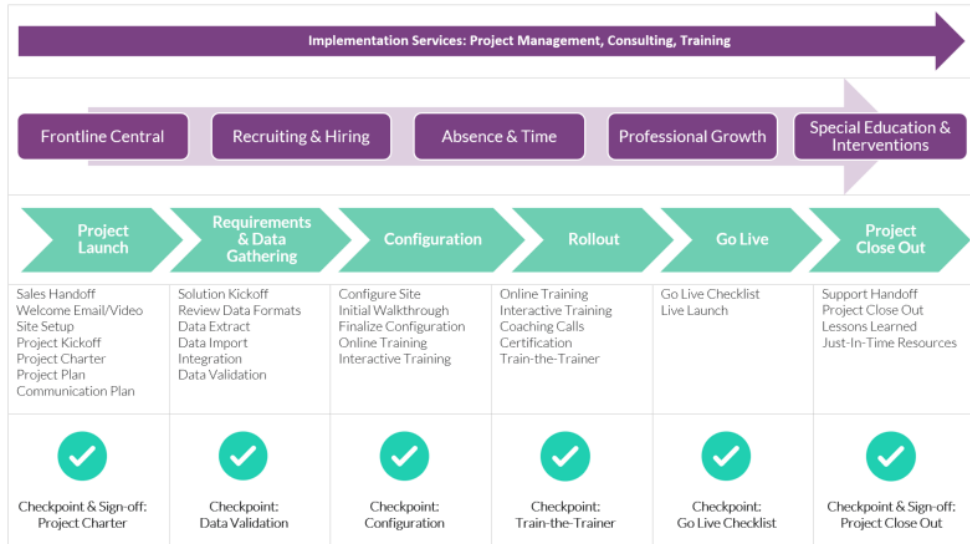 Implementation Services: Project Management, Consulting, Training
Frontline Central
Recruiting & Hiring
Absence & Time
Professional Growth
Special Education &
Interventions
Project
Launch
Requirements
& Data
Gathering
Configuration
Rollout
Go Live
Project
Close Out
Sales Handoff
Welcome Email/Video
Site Setup
Project Kickoff
Project Charter
Project Plan
Communication Plan
Solution Kickoff
Review Data Formats
Data Extract
Data Import
Integration
Data Validation
Configure Site
Initial Walkthrough
Finalize Configuration
Online Training
Interactive Training
Online Training
Interactive Training
Coaching Calls
Certification
Train-the-Trainer
Go Live Checklist
Live Launch
Support Handoff
Project Close Out
Lessons Learned
Just-In-Time Resources
Checkpoint & Sign-off:
Project Charter
Checkpoint:
Data Validation
Checkpoint:
Configuration
Checkpoint:
Train-the-Trainer
Checkpoint:
Go Live Checklist
Checkpoint & Sign-off:
Project Close Out